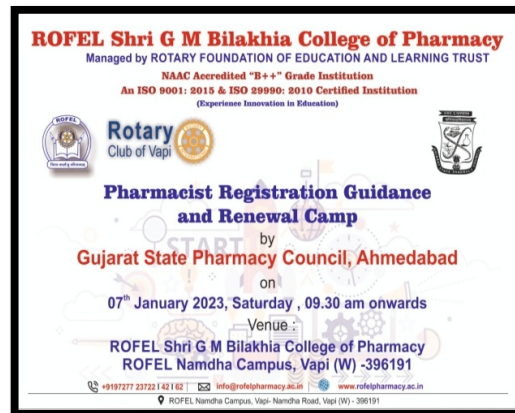 ROFEL Shri G M Bilakhia College of Pharmacy
Managed by ROTARY FOUNDATION OF EDUCATION AND LEARNING TRUST
NAAC Accredited "B++" Grade Institution
An ISO 9001: 2015 & ISO 29990: 2010 Certified Institution
(Experience Innovation in Education)
ROFEL
Rotary
Club of Vapi
Pharmacist Registration Guidance
and Renewal Camp
START
by
Gujarat State Pharmacy Council, Ahmedabad
on
07th January 2023, Saturday , 09.30 am onwards
Venue :
ROFEL Shri G M Bilakhia College of Pharmacy
ROFEL Namdha Campus, Vapi (W) -396191
+919727 23722 I 42 I 62 info@rofelpharmacy.ac.in www.rofelpharmacy.ac.in
ROFEL Namdha Campus, Vapi- Namdha Road, Vapi (W) - 396191